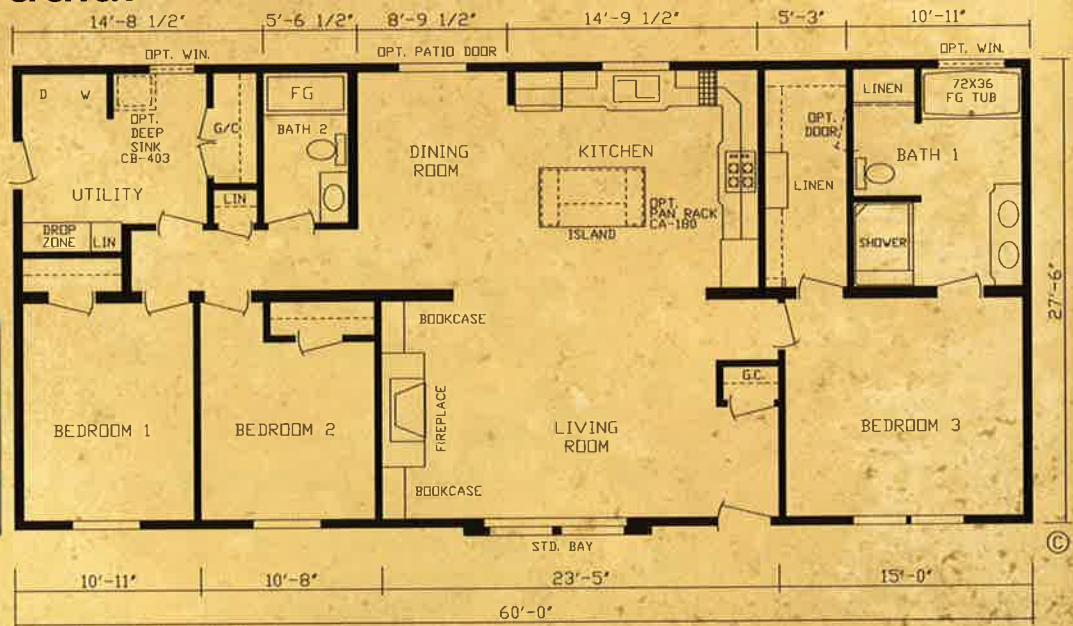 14'-8 1/2"
5'-6 1/2"
8'-9 1/2"
14'-9 1/2"
5'-3"
10'-11"
OPT. WIN.
OPT. PATIO DOOR
OPT. WIN.
D W
OPT.
DEEP
SINK
CB-403
UTILITY
G/C
LIN
DROP
ZONE
LIN
FG
BATH 2
DINING
ROOM
KITCHEN
OPT.
PAN RACK
CA-180
ISLAND
OPT.
DOOR
LINEN
LINEN
72X36
FG TUB
BATH 1
SHOWER
27'-6"
BEDROOM 1
BEDROOM 2
BOOKCASE
FIREPLACE
BOOKCASE
LIVING
ROOM
G.C.
BEDROOM 3
STD. BAY
©
10'-11"
10'-8"
23'-5"
15'-0"
60'-0"